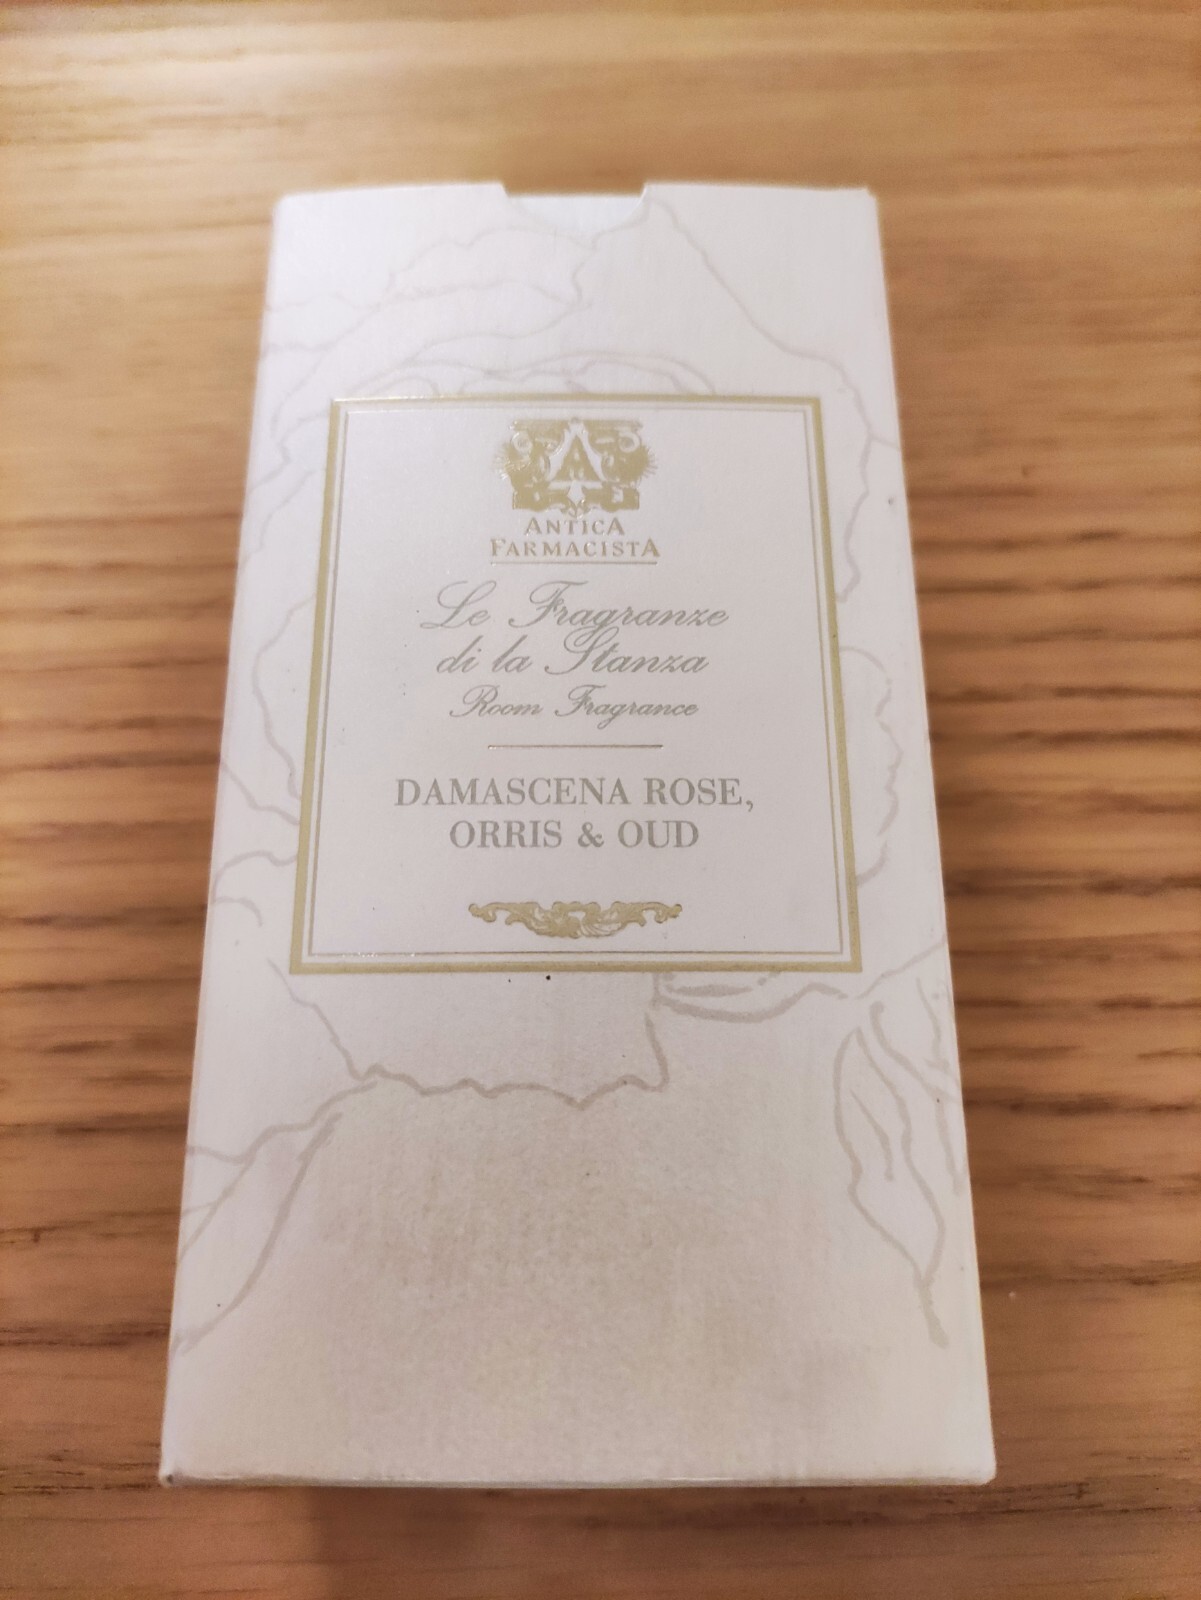 A
ANTICA
FARMACISTA
Le Fragranze
di la Stanza
Room Fragrance
DAMASCENA ROSE,
ORRIS & OUD